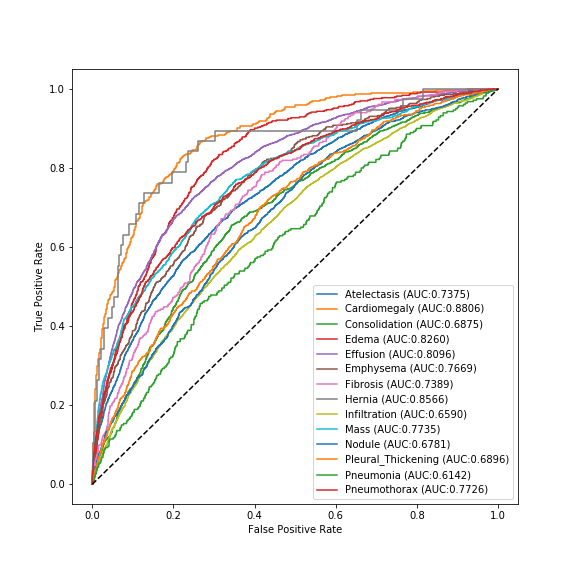 1.0
0.8
0.6
0.4
0.2
0.0
True Positive Rate
Atelectasis (AUC:0.7375)
Cardiomegaly (AUC:0.8806)
Consolidation (AUC:0.6875)
Edema (AUC:0.8260)
Effusion (AUC:0.8096)
Emphysema (AUC:0.7669)
Fibrosis (AUC:0.7389)
Hernia (AUC:0.8566)
Infiltration (AUC:0.6590)
Mass (AUC:0.7735)
Nodule (AUC:0.6781)
Pleural_Thickening (AUC:0.6896)
Pneumonia (AUC:0.6142)
Pneumothorax (AUC:0.7726)
0.0 0.2 0.4 0.6 0.8 1.0
False Positive Rate